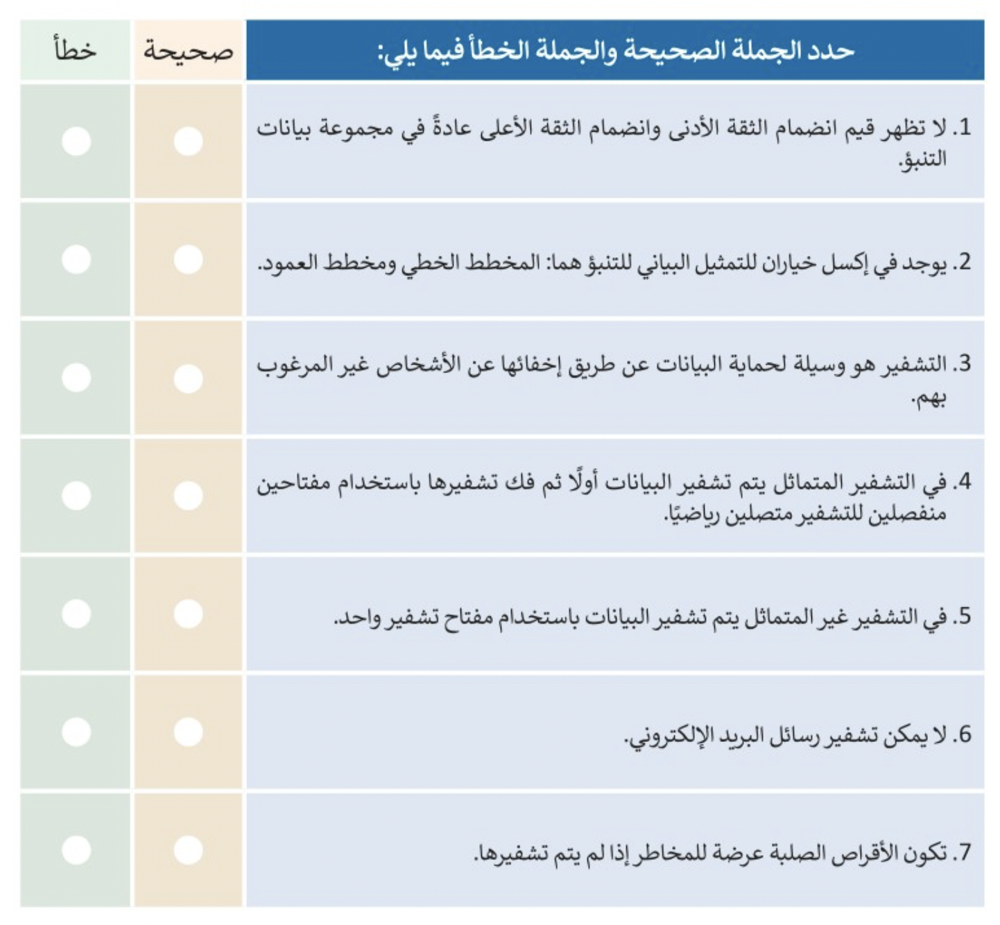 حدد الجملة الصحيحة والجملة الخطأ فيما يلي:
صحيحة
خطأ
1. لا تظهر قيم انضمام الثقة الأدنى وانضمام الثقة الأعلى عادةً في مجموعة بيانات
التنبؤ.
2. يوجد في إكسل خياران للتمثيل البياني للتنبؤ هما: المخطط الخطي ومخطط العمود.
3. التشفير هو وسيلة لحماية البيانات عن طريق إخفائها عن الأشخاص غير المرغوب
بهم.
4. في التشفير المتماثل يتم تشفير البيانات أولًا ثم فك تشفيرها باستخدام مفتاحين
منفصلين للتشفير متصلين رياضيًا.
5. في التشفير غير المتماثل يتم تشفير البيانات باستخدام مفتاح تشفير واحد.
6. لا يمكن تشفير رسائل البريد الإلكتروني.
7. تكون الأقراص الصلبة عرضة للمخاطر إذا لم يتم تشفيرها.